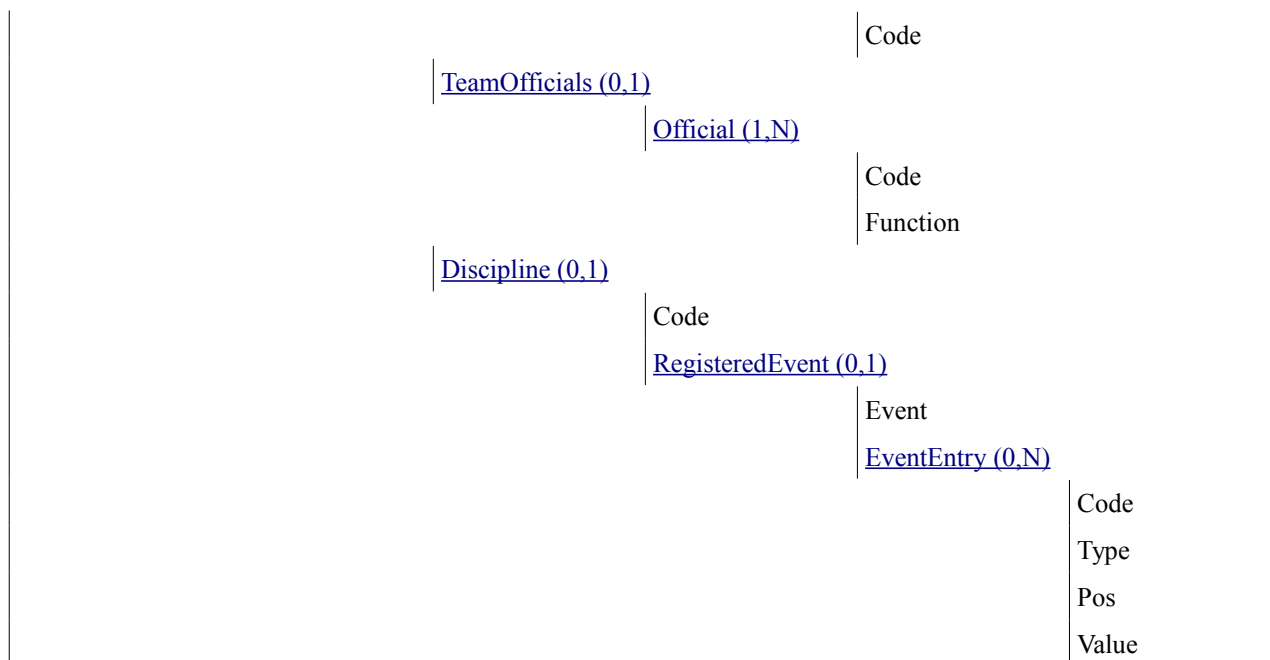 Code
TeamOfficials (0,1)
Official (1,N)
Code
Function
Discipline (0,1)
Code
RegisteredEvent (0,1)
Event
EventEntry (0,N)
Code
Type
Pos
Value